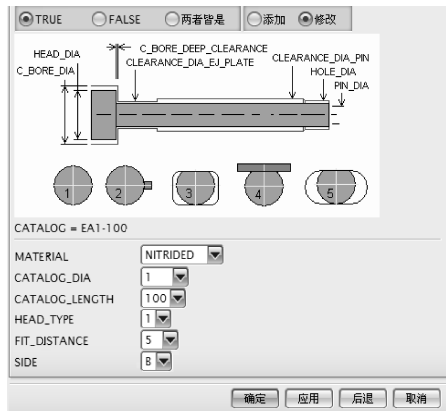 TRUE FALSE 两者皆是 添加 修改
HEAD_DIA
C_BORE_DIA
C_BORE_DEEP_CLEARANCE
CLEARANCE_DIA_EJ_PLATE
CLEARANCE_DIA_PIN
HOLE_DIA
PIN_DIA
1 2 3 4 5
CATALOG = EA1-100
MATERIAL NITRIDED
CATALOG_DIA 1
CATALOG_LENGTH 100
HEAD_TYPE 1
FIT_DISTANCE 5
SIDE B
确定 应用 后退 取消